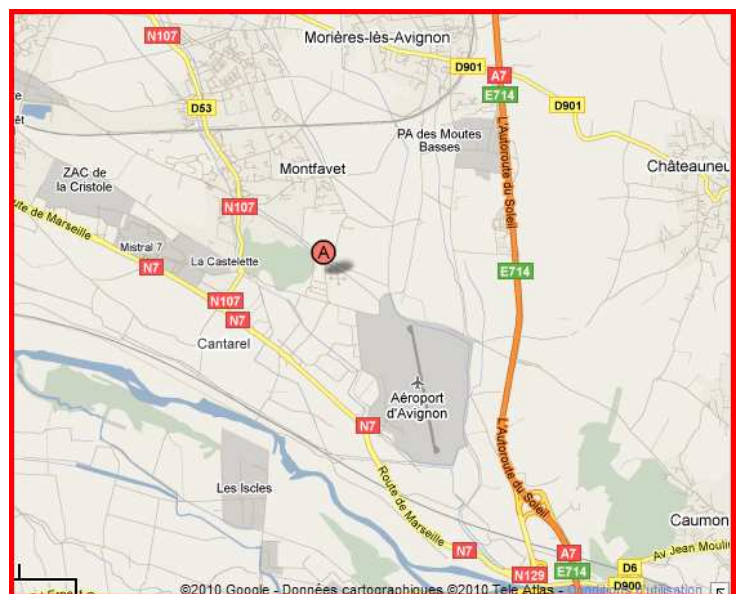 N107
Morières-lès-Avignon
D901
A7
E714
D901
D53
PA des Moutes
Basses
L'Autoroute du Soleil
Montfavet
ZAC de
la Cristole
N107
Route de Marseille
Mistral 7
La Castelette
A
N7
E714
N107
N7
Cantarel
Aéroport
d'Avignon
N7
L'Autoroute du Soleil
Les Iscles
Route de Marseille
N7
A7
N129
E714
D6
Av Jean Moulin
D900
©2010 Google - Données cartographiques ©2010 Tele Atlas - Conditions d'utilisation